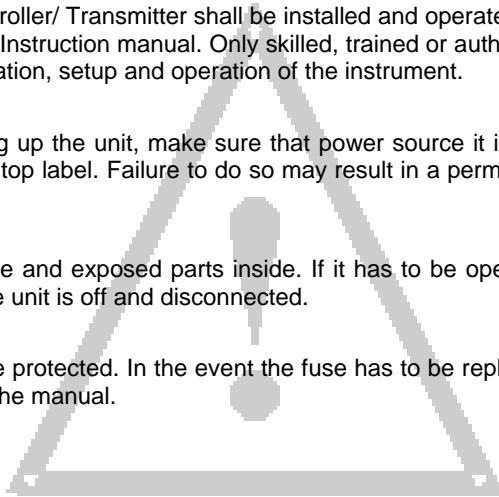 roller/ Transmitter shall be installed and operate
Instruction manual. Only skilled, trained or auth
ation, setup and operation of the instrument.
g up the unit, make sure that power source it i
top label. Failure to do so may result in a perm
e and exposed parts inside. If it has to be ope
e unit is off and disconnected.
e protected. In the event the fuse has to be repl
he manual.